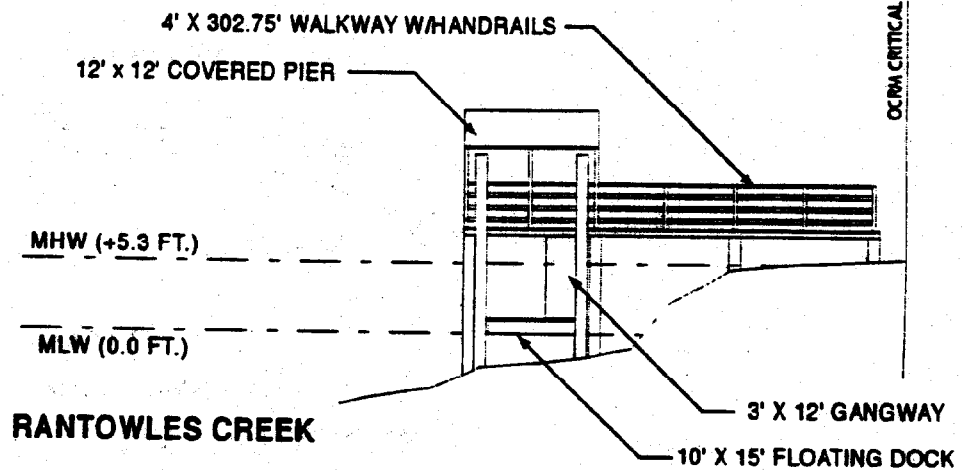 4' X 302.75' WALKWAY W/HANDRAILS
12' x 12' COVERED PIER
OCRM CRITICAL
MHW (+5.3 FT.)
MLW (0.0 FT.)
3' X 12' GANGWAY
RANTOWLES CREEK
10' X 15' FLOATING DOCK